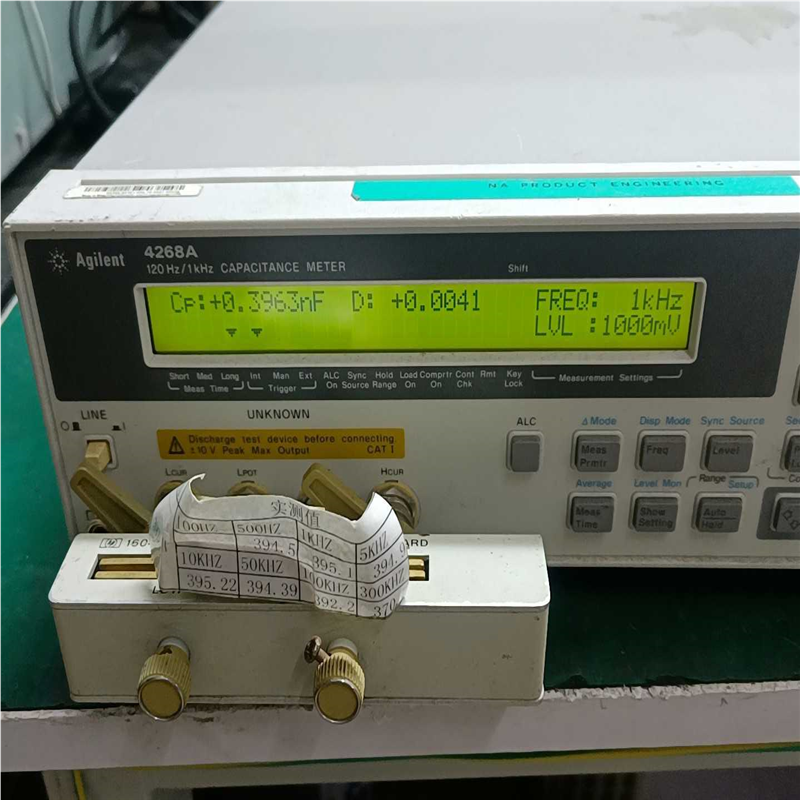 NA PRODUCT ENGINEERING
Agilent 4268A
120 Hz/1 kHz CAPACITANCE METER
Shift
Cp:+0.3963nF D: +0.0041 FREQ: 1kHz
LVL :1000mV
Short Med Long Int Man Ext ALC Sync Hold Load Comprtr Cont Rmt Key
On Source Range On On Chk Lock
Meas Time Trigger Measurement Settings
LINE
UNKNOWN
Discharge test device before connecting.
±10 V Peak Max Output CAT I
LCUR LPOT HCUR
ALC
Δ Mode Disp Mode Sync Source
Meas Prmtr Freq Level
Range Setup
Average Level Mon
Meas Time Show Setting Auto/Hold
实测值
100HZ 500HZ 1KHZ 5KHZ
394.5 395.1 394.9
10KHZ 50KHZ 100KHZ 300KHZ
395.22 394.39 392.2 370